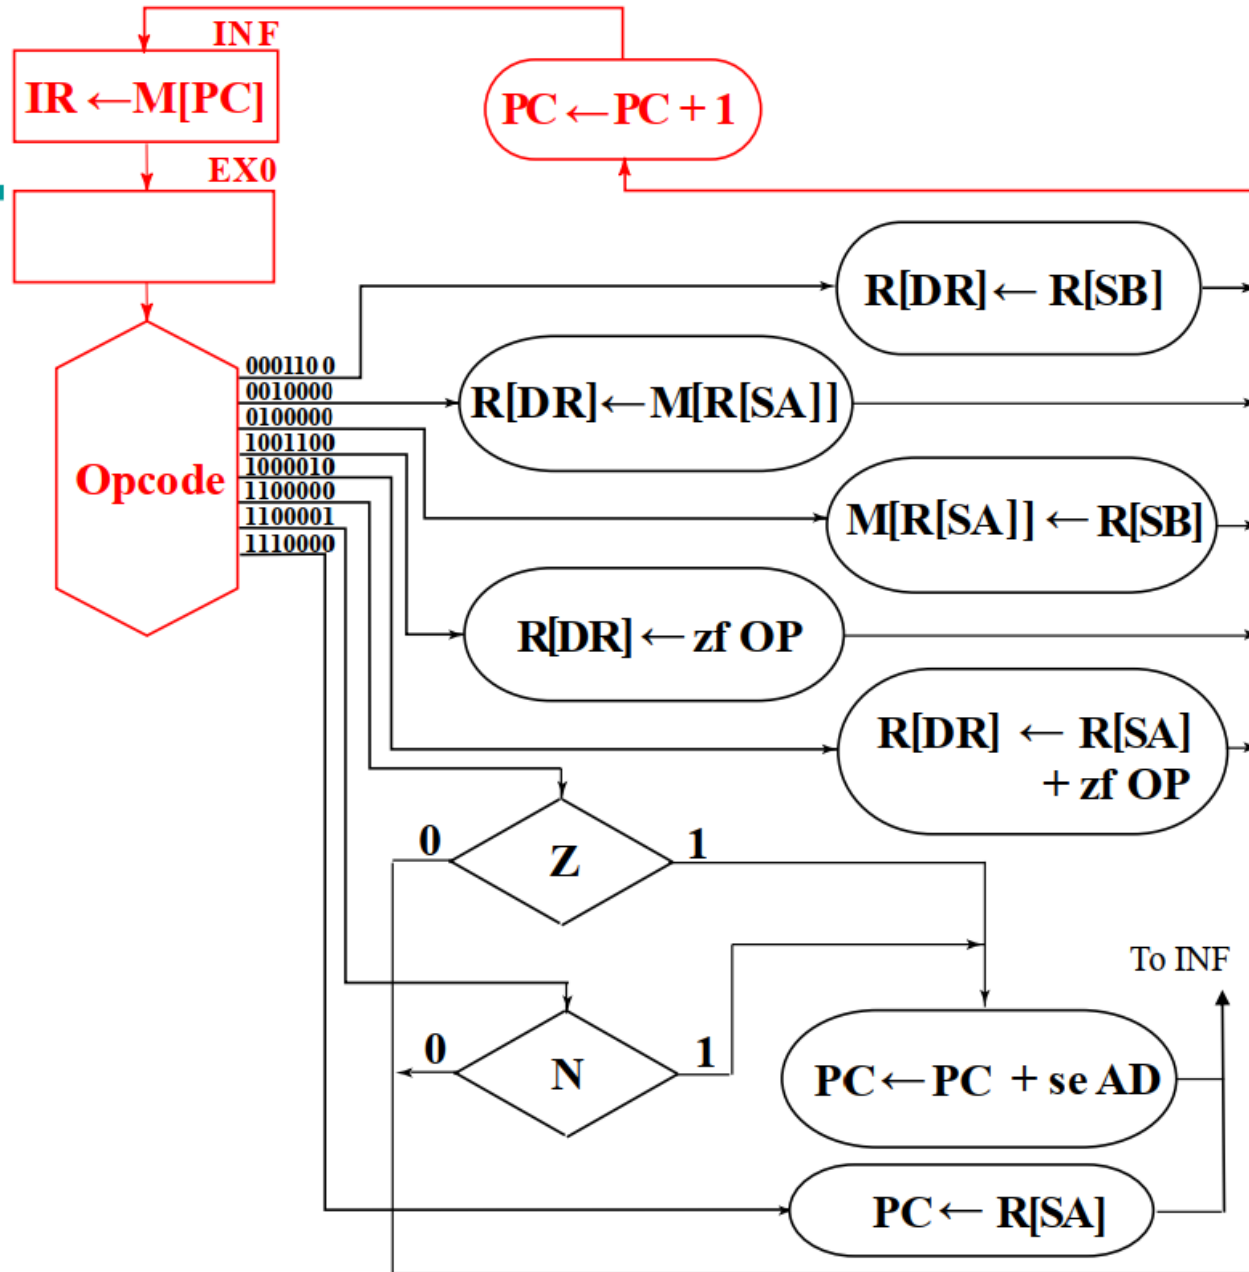 INF
IR ←M[PC]
PC ← PC + 1
EX0
R[DR] ← R[SB]
000110 0
0010000
0100000
1001100
1000010
1100000
1100001
1110000
R[DR] ← M[R[SA]]
Opcode
M[R[SA]] ← R[SB]
R[DR] ← zf OP
R[DR] ← R[SA]
+ zf OP
0
Z
1
To INF
0
N
1
PC ← PC + se AD
PC ← R[SA]